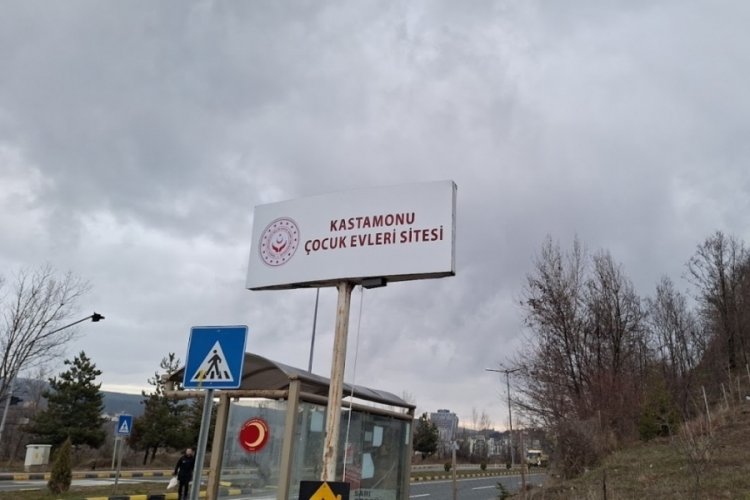 KASTAMONU
ÇOCUK EVLERİ SİTESİ